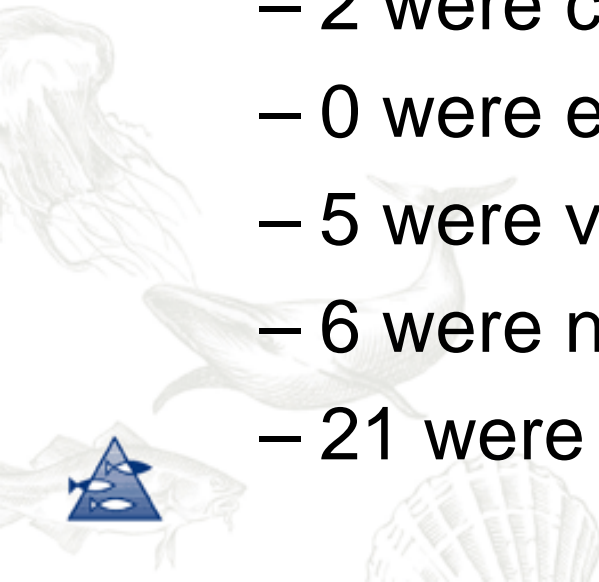 – 2 were c
– 0 were e
– 5 were v
– 6 were n
– 21 were